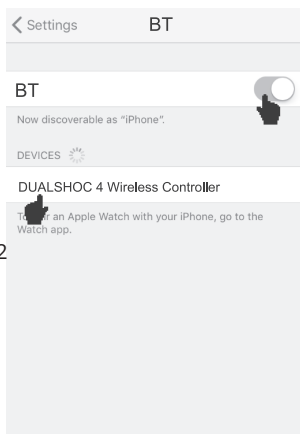 Settings BT
BT
Now discoverable as “iPhone”.
DEVICES
DUALSHOC 4 Wireless Controller
an Apple Watch with your iPhone, go to the
Watch app.
2